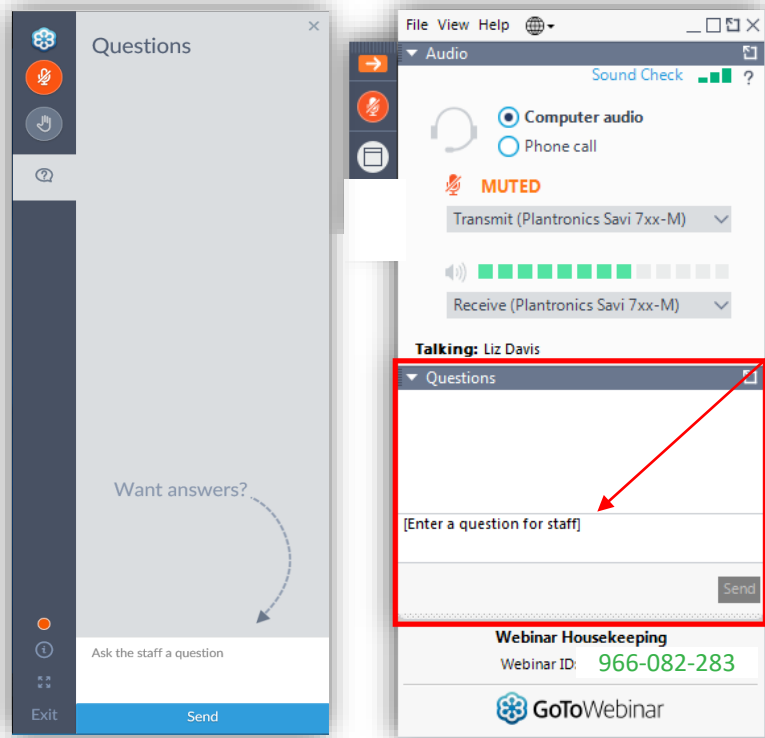 Questions
Want answers?
Ask the staff a question
Send
Exit
File View Help
Audio
Sound Check ?
Computer audio
Phone call
MUTED
Transmit (Plantronics Savi 7xx-M)
Receive (Plantronics Savi 7xx-M)
Talking: Liz Davis
Questions
[Enter a question for staff]
Send
Webinar Housekeeping
Webinar ID: 966-082-283
GoToWebinar